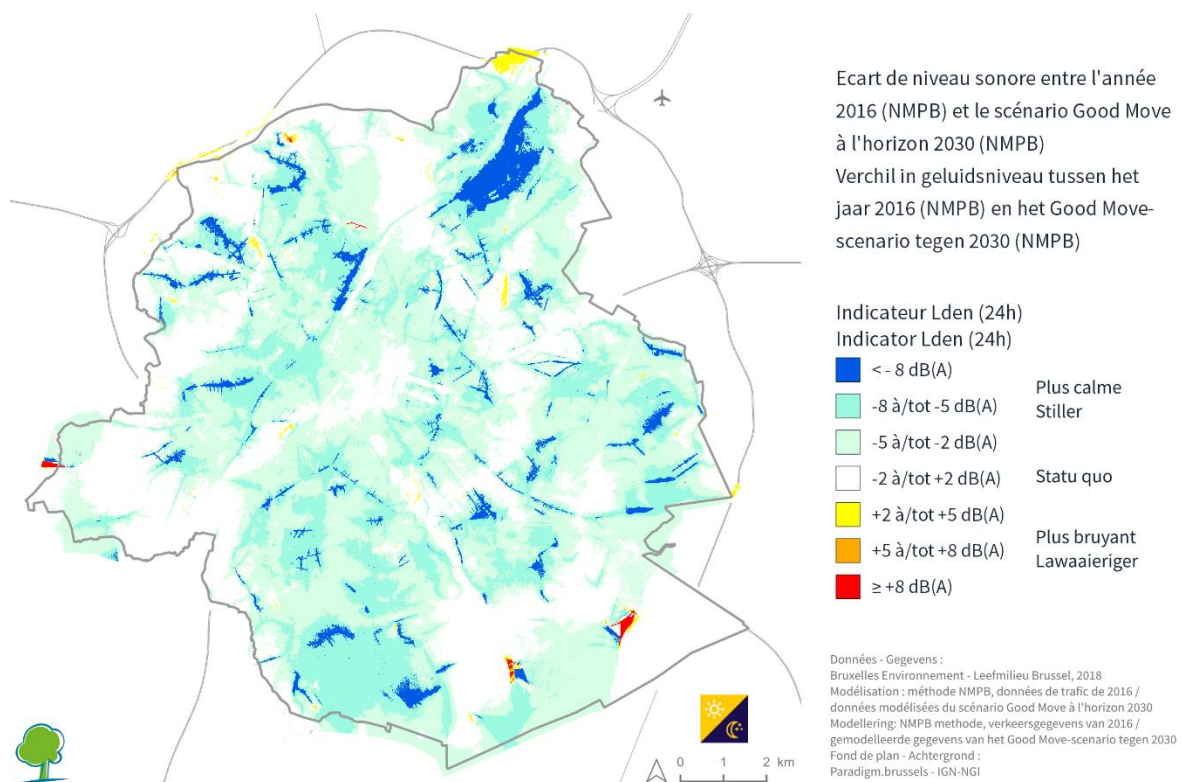 Ecart de niveau sonore entre l'année
2016 (NMPB) et le scénario Good Move
à l'horizon 2030 (NMPB)
Verchil in geluidsniveau tussen het
jaar 2016 (NMPB) en het Good Move-
scenario tegen 2030 (NMPB)
Indicateur Lden (24h)
Indicator Lden (24h)
< - 8 dB(A)
-8 à/tot -5 dB(A)
Plus calme
Stiller
-5 à/tot -2 dB(A)
-2 à/tot +2 dB(A)
Statu quo
+2 à/tot +5 dB(A)
+5 à/tot +8 dB(A)
Plus bruyant
Lawaaieriger
≥ +8 dB(A)
Données - Gegevens :
Bruxelles Environnement - Leefmilieu Brussel, 2018
Modélisation : méthode NMPB, données de trafic de 2016 /
données modélisées du scénario Good Move à l'horizon 2030
Modellering: NMPB methode, verkeersgegevens van 2016 /
gemodelleerde gegevens van het Good Move-scenario tegen 2030
Fond de plan - Achtergrond :
Paradigm.brussels - IGN-NGI
0 1 2 km